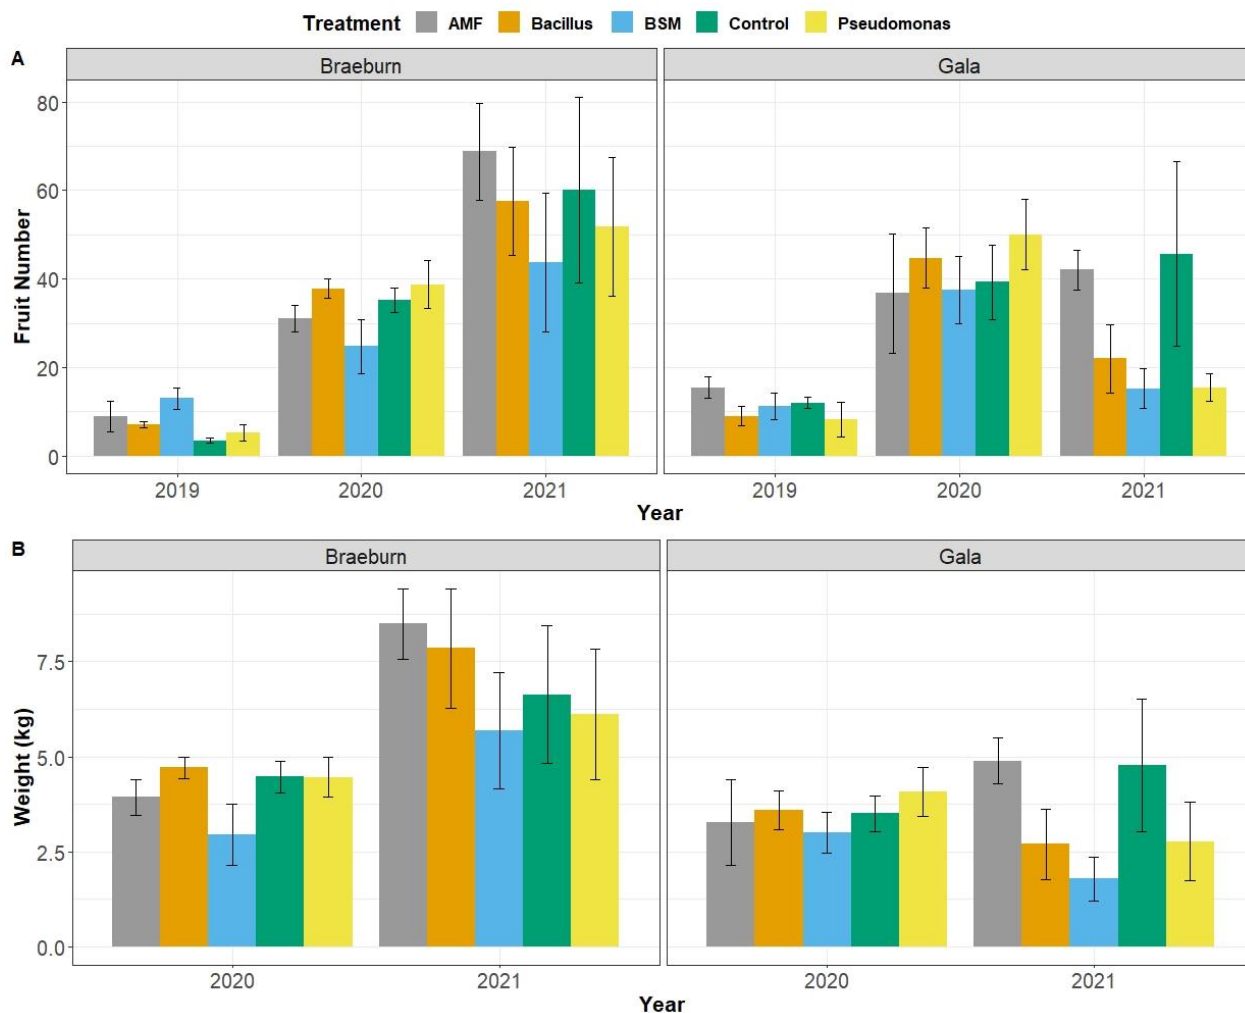 Treatment AMF Bacillus BSM Control Pseudomonas
A
Braeburn Gala
80
60
40
20
0
Fruit Number
2019 2020 2021 2019 2020 2021
Year
B
Braeburn Gala
7.5
5.0
2.5
0.0
Weight (kg)
2020 2021 2020 2021
Year